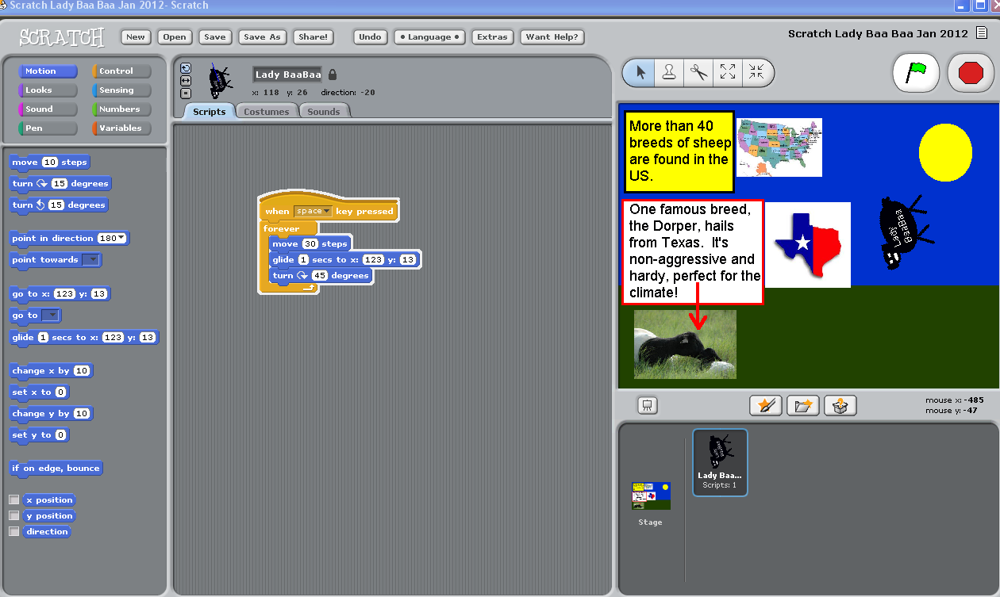 Scratch Lady Baa Baa Jan 2012- Scratch
SCRATCH
New Open Save Save As Share! Undo • Language • Extras Want Help?
Scratch Lady Baa Baa Jan 2012
Motion Control
Looks Sensing
Sound Numbers
Pen Variables
move 10 steps
turn 15 degrees
turn 15 degrees
point in direction 180
point towards
go to x: 123 y: 13
go to
glide 1 secs to x: 123 y: 13
change x by 10
set x to 0
change y by 10
set y to 0
if on edge, bounce
x position
y position
direction
Lady BaaBaa
x: 118 y: 26 direction: -20
Scripts Costumes Sounds
when space key pressed
forever
move 30 steps
glide 1 secs to x: 123 y: 13
turn 45 degrees
More than 40
breeds of sheep
are found in the
US.
One famous breed,
the Dorper, hails
from Texas. It's
non-aggressive and
hardy, perfect for the
climate!
Lady
BaaBaa
mouse x: -485
mouse y: -47
Stage
Lady Baa...
Scripts: 1